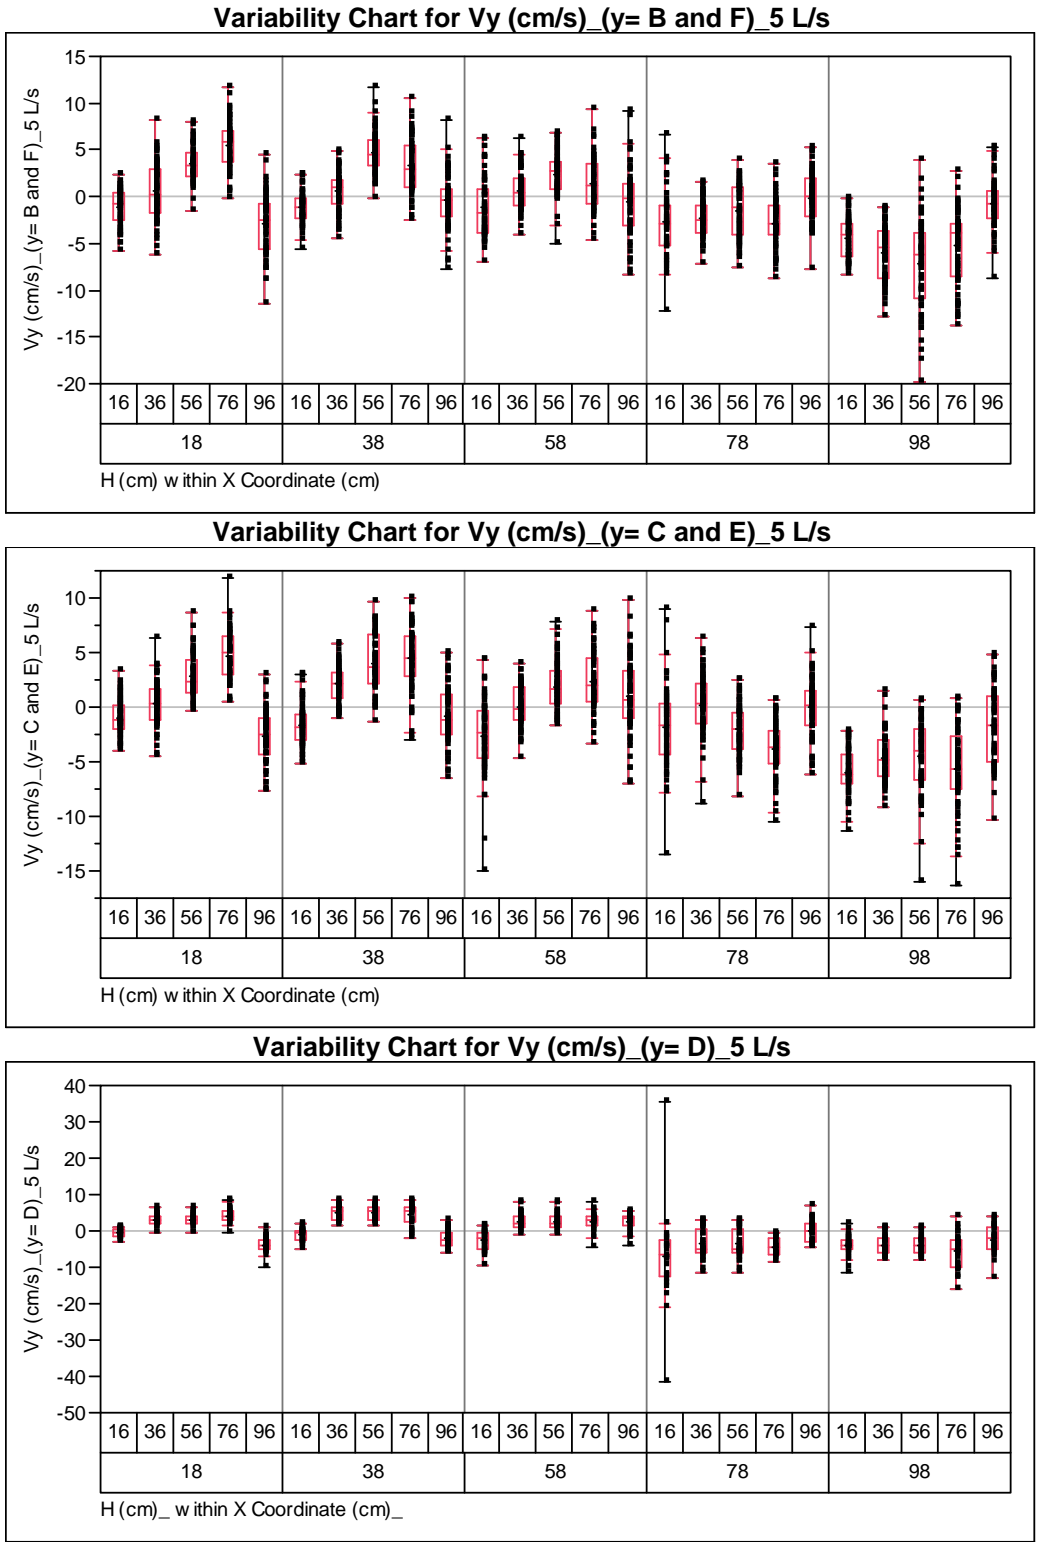 Variability Chart for Vy (cm/s)_(y= B and F)_5 L/s
Vy (cm/s)_(y= B and F)_5 L/s
15
10
5
0
-5
-10
-15
-20
16 36 56 76 96 16 36 56 76 96 16 36 56 76 96 16 36 56 76 96 16 36 56 76 96
18 38 58 78 98
H (cm) within X Coordinate (cm)
Variability Chart for Vy (cm/s)_(y= C and E)_5 L/s
Vy (cm/s)_(y= C and E)_5 L/s
10
5
0
-5
-10
-15
16 36 56 76 96 16 36 56 76 96 16 36 56 76 96 16 36 56 76 96 16 36 56 76 96
18 38 58 78 98
H (cm) within X Coordinate (cm)
Variability Chart for Vy (cm/s)_(y= D)_5 L/s
Vy (cm/s)_(y= D)_5 L/s
40
30
20
10
0
-10
-20
-30
-40
-50
16 36 56 76 96 16 36 56 76 96 16 36 56 76 96 16 36 56 76 96 16 36 56 76 96
18 38 58 78 98
H (cm)_ within X Coordinate (cm)_